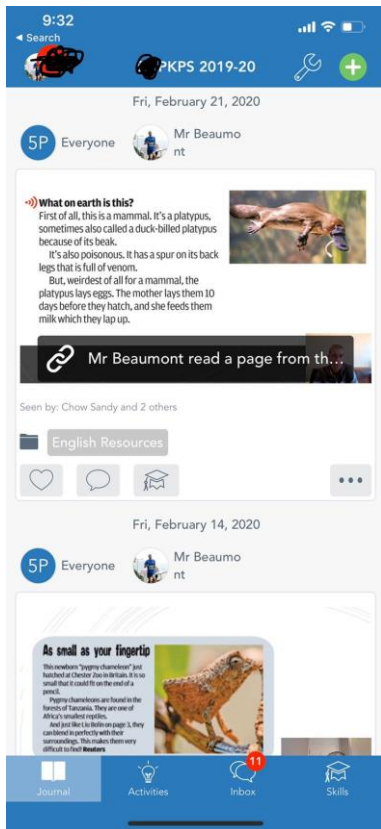 9:32
Search
PKPS 2019-20
Fri, February 21, 2020
5P Everyone Mr Beaumo
nt
What on earth is this?
First of all, this is a mammal. It's a platypus,
sometimes also called a duck-billed platypus
because of its beak.
It's also poisonous. It has a spur on its back
legs that is full of venom.
But, weirdest of all for a mammal, the
platypus lays eggs. The mother lays them 10
days before they hatch, and she feeds them
milk which they lap up.
Mr Beaumont read a page from th...
Seen by: Chow Sandy and 2 others
English Resources
Fri, February 14, 2020
5P Everyone Mr Beaumo
nt
As small as your fingertip
This newborn "pygmy chameleon" just
hatched at Chester Zoo in Britain. It is so
small that it could fit on the end of a
pencil.
Pygmy chameleons are found in the
forests of Tanzania. They are one of
Africa's smallest reptiles.
And just like Liu Bolin on page 3, they
can blend in perfectly with their
surroundings. This makes them very
difficult to find! Reuters
11
Journal Activities Inbox Skills